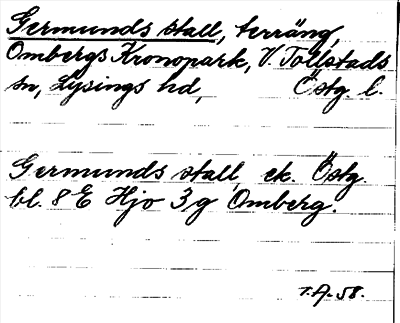 Germunds stall, terräng,
Ombergs Kronopark, V. Tollstads
sn, Lysings hd, Östg l.
Germunds stall, ek. Östg.
bl. 8 E Hjo 3 g Omberg.
T.A. 58.